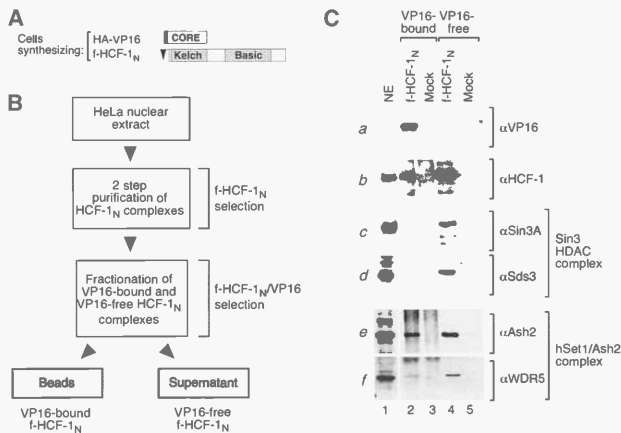 A
Cells
synthesizing:
HA-VP16
f-HCF-1N
CORE
Kelch
Basic
B
HeLa nuclear
extract
2 step
purification of
HCF-1N complexes
f-HCF-1N
selection
Fractionation of
VP16-bound and
VP16-free HCF-1N
complexes
f-HCF-1N/VP16
selection
Beads
Supernatant
VP16-bound
f-HCF-1N
VP16-free
f-HCF-1N
C
VP16-
bound
VP16-
free
NE
f-HCF-1N
Mock
f-HCF-1N
Mock
a
αVP16
b
αHCF-1
c
αSin3A
d
αSds3
Sin3
HDAC
complex
e
αAsh2
f
αWDR5
hSet1/Ash2
complex
1 2 3 4 5